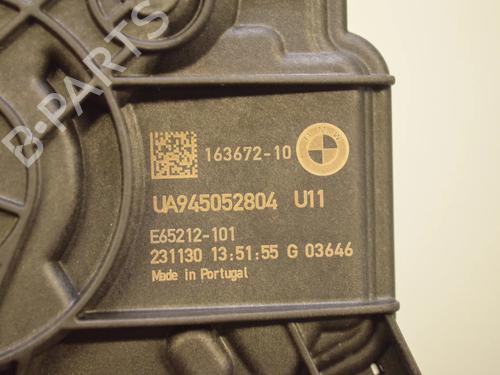 B-PARTS
163672-10
UA945052804 U11
E65212-101
231130 13:51:55 G 03646
Made in Portugal